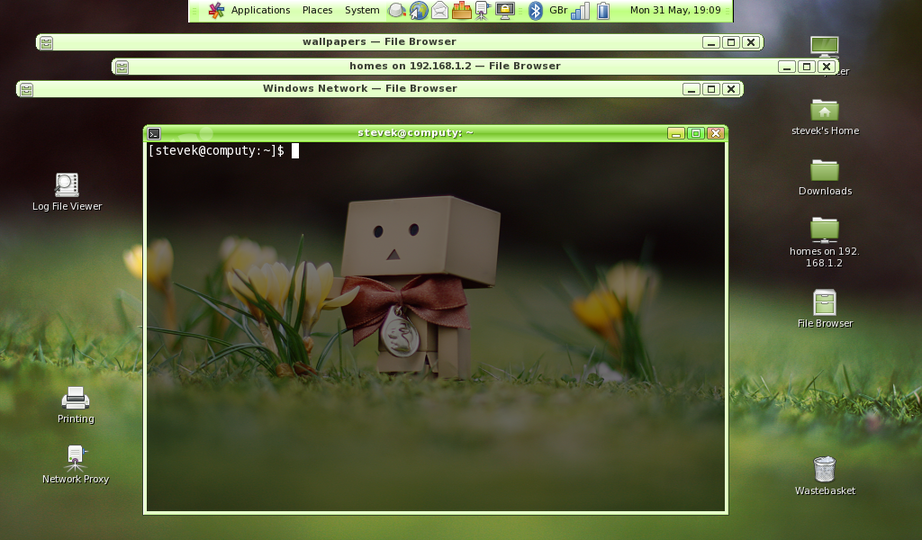 Applications Places System GBr Mon 31 May, 19:09
wallpapers — File Browser
homes on 192.168.1.2 — File Browser
Windows Network — File Browser
stevek@computy: ~
[stevek@computy:~]$
stevek's Home
Log File Viewer
Downloads
homes on 192.
168.1.2
File Browser
Printing
Network Proxy
Wastebasket